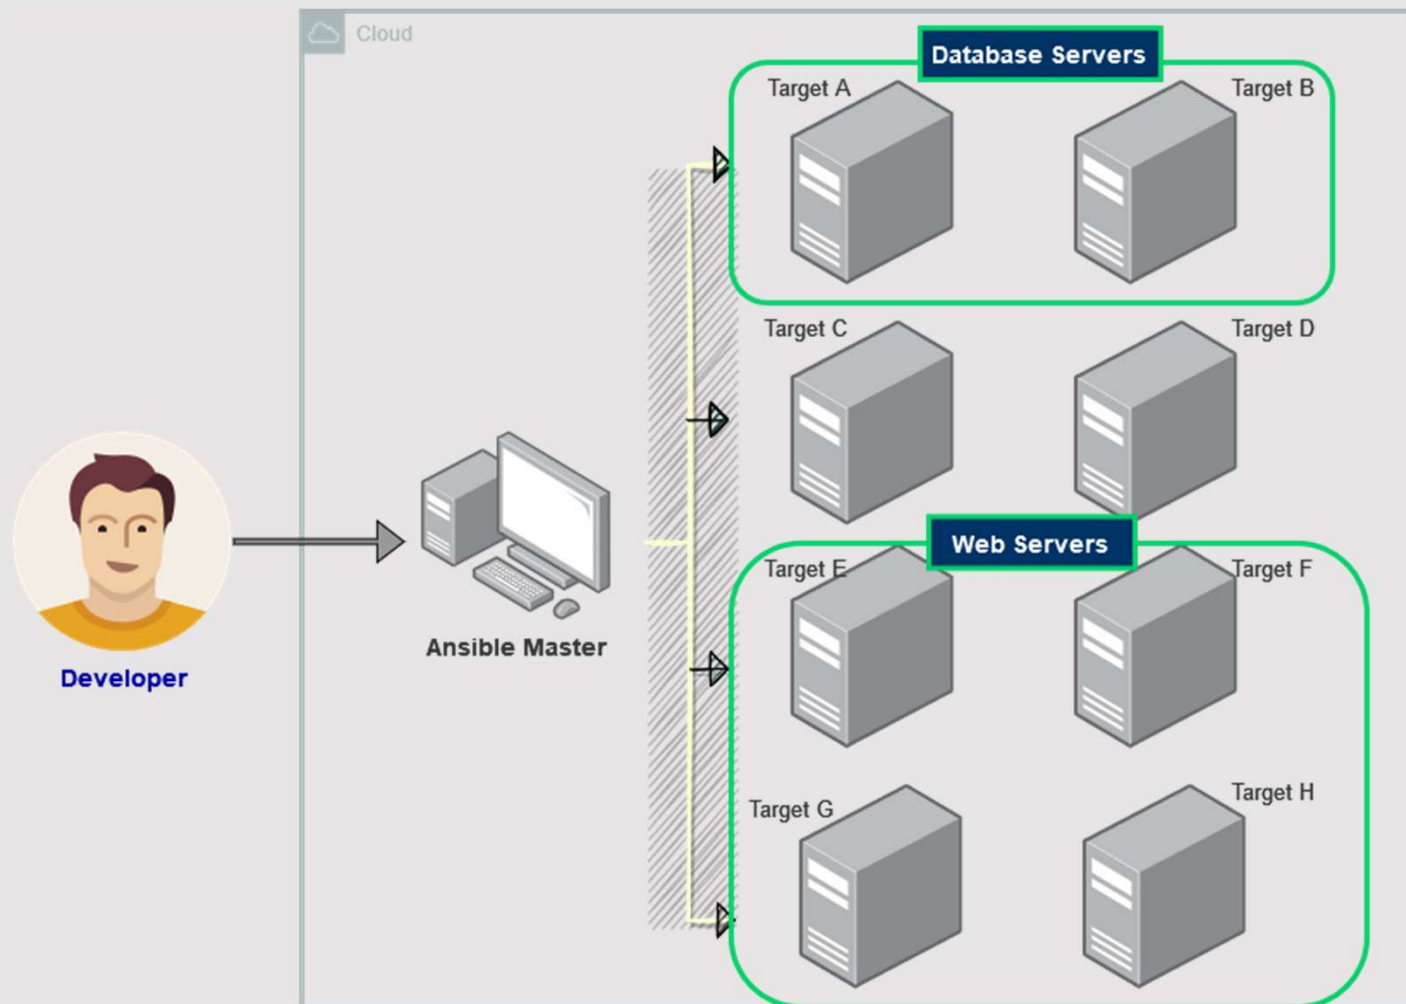 Cloud
Database Servers
Target A
Target B
Target C
Target D
Web Servers
Target E
Target F
Ansible Master
Developer
Target G
Target H